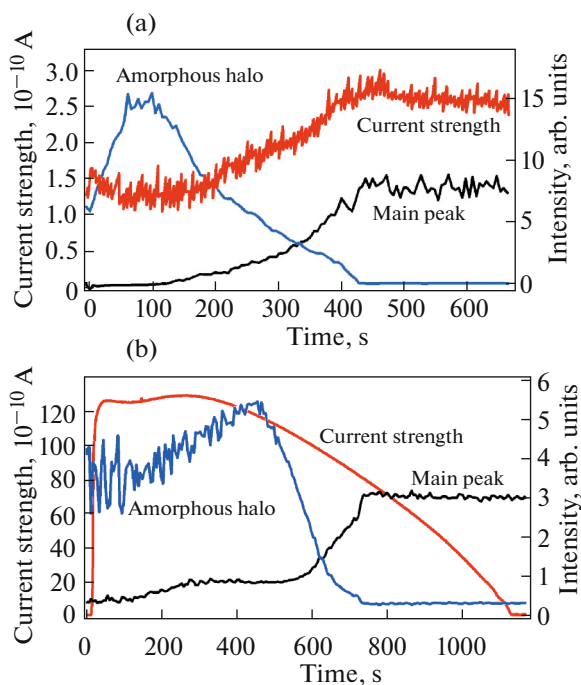 (a)
Current strength, 10⁻¹⁰ A
3.0
2.5
2.0
1.5
1.0
0.5
0
Amorphous halo
Current strength
Main peak
15
10
5
0
Intensity, arb. units
0 100 200 300 400 500 600
Time, s
(b)
Current strength, 10⁻¹⁰ A
120
100
80
60
40
20
0
Current strength
Main peak
Amorphous halo
6
5
4
3
2
1
0
Intensity, arb. units
0 200 400 600 800 1000
Time, s